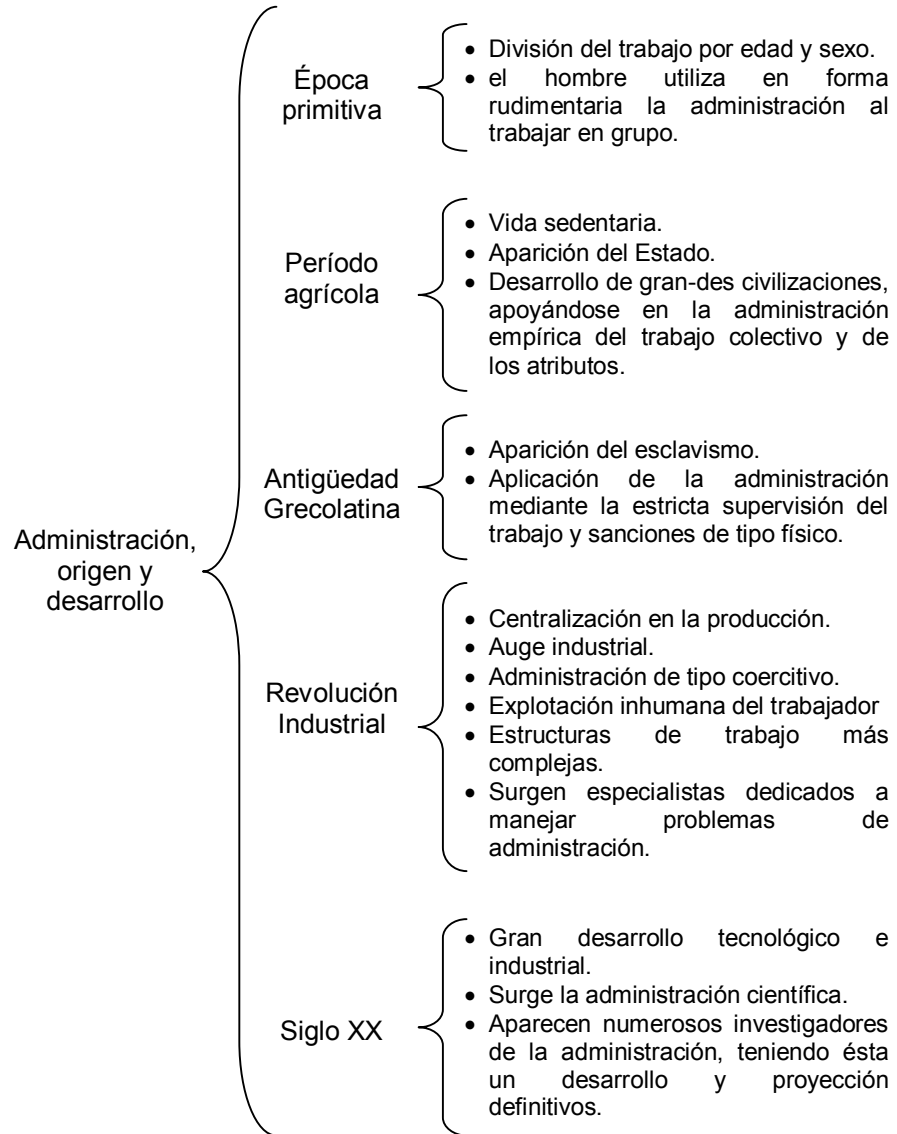 Administración,
origen y
desarrollo
Época
primitiva
• División del trabajo por edad y sexo.
• el hombre utiliza en forma
rudimentaria la administración al
trabajar en grupo.
Período
agrícola
• Vida sedentaria.
• Aparición del Estado.
• Desarrollo de gran-des civilizaciones,
apoyándose en la administración
empírica del trabajo colectivo y de
los atributos.
Antigüedad
Grecolatina
• Aparición del esclavismo.
• Aplicación de la administración
mediante la estricta supervisión del
trabajo y sanciones de tipo físico.
Revolución
Industrial
• Centralización en la producción.
• Auge industrial.
• Administración de tipo coercitivo.
• Explotación inhumana del trabajador
• Estructuras de trabajo más
complejas.
• Surgen especialistas dedicados a
manejar problemas de
administración.
Siglo XX
• Gran desarrollo tecnológico e
industrial.
• Surge la administración científica.
• Aparecen numerosos investigadores
de la administración, teniendo ésta
un desarrollo y proyección
definitivos.